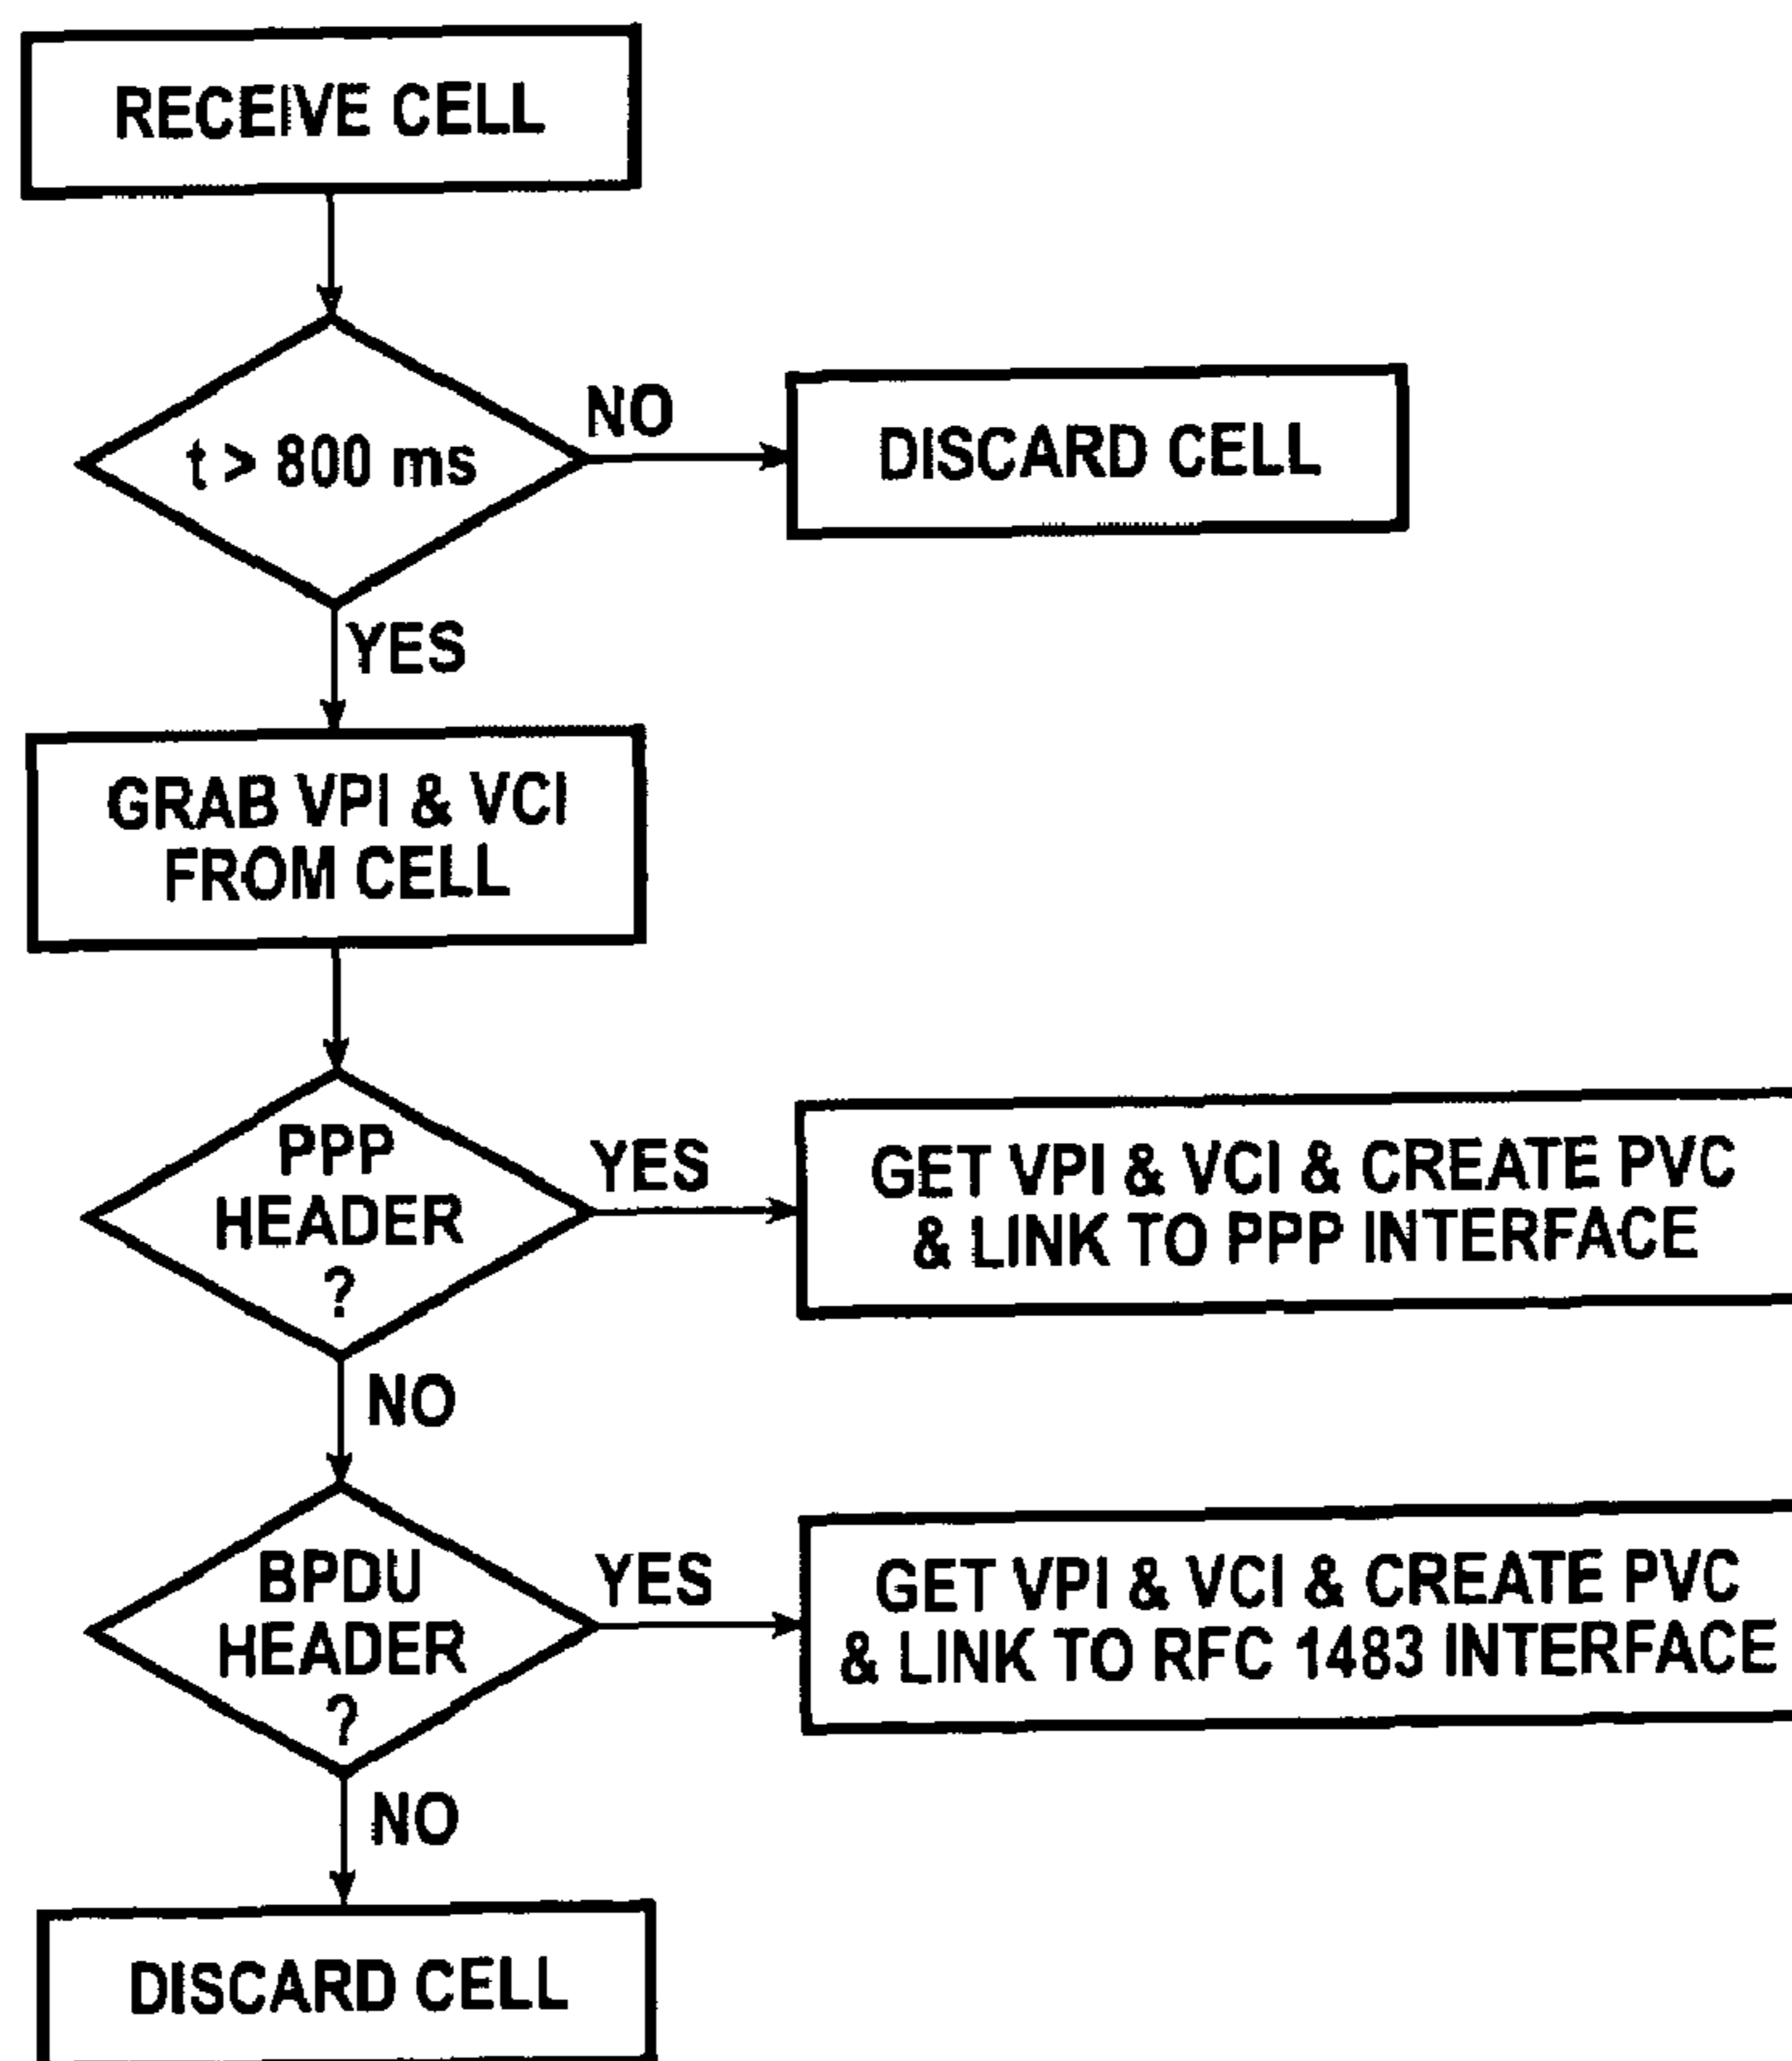 RECEIVE CELL
t > 800 ms
NO
DISCARD CELL
YES
GRAB VPI & VCI
FROM CELL
PPP
HEADER
?
YES
GET VPI & VCI & CREATE PVC
& LINK TO PPP INTERFACE
NO
BPDU
HEADER
?
YES
GET VPI & VCI & CREATE PVC
& LINK TO RFC 1483 INTERFACE
NO
DISCARD CELL